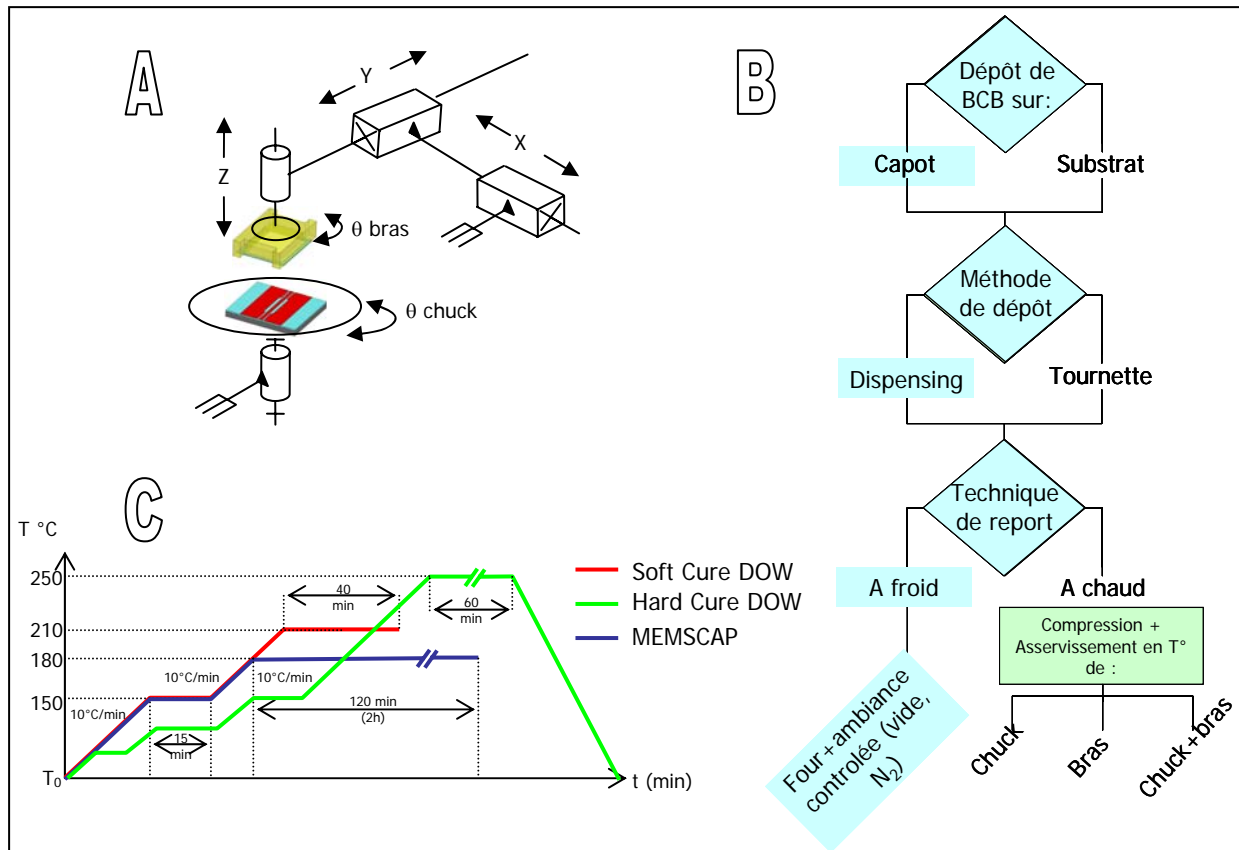 A
Y
X
Z
θ bras
θ chuck
B
Dépôt de
BCB sur:
Capot
Substrat
Méthode
de dépôt
Dispensing
Tournette
Technique
de report
A froid
A chaud
Compression +
Asservissement en T°
de :
Four+ambiance
controlée (vide,
N2)
Chuck
Bras
Chuck+bras
C
T °C
250
210
180
150
T0
40
min
60
min
10°C/min
10°C/min
10°C/min
15
min
120 min
(2h)
t (min)
Soft Cure DOW
Hard Cure DOW
MEMSCAP